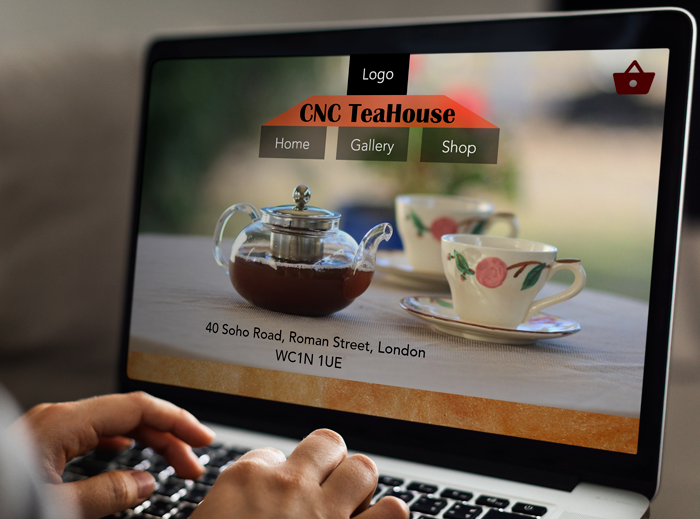 Logo
CNC TeaHouse
Home
Gallery
Shop
40 Soho Road, Roman Street, London
WC1N 1UE